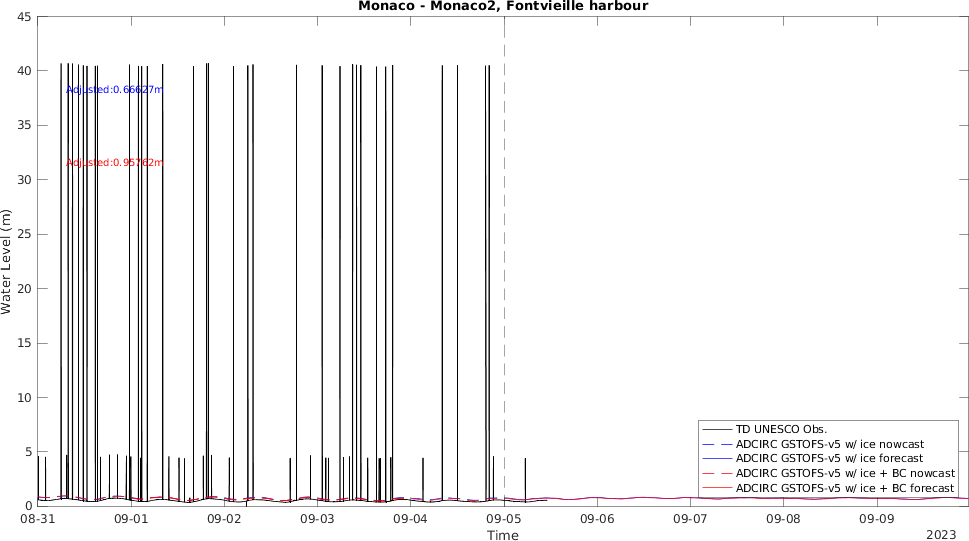 Monaco - Monaco2, Fontvieille harbour
45
40
35
30
25
20
15
10
5
0
Water Level (m)
Adjusted:0.66627m
Adjusted:0.95762m
TD UNESCO Obs.
ADCIRC GSTOFS-v5 w/ ice nowcast
ADCIRC GSTOFS-v5 w/ ice forecast
ADCIRC GSTOFS-v5 w/ ice + BC nowcast
ADCIRC GSTOFS-v5 w/ ice + BC forecast
08-31 09-01 09-02 09-03 09-04 09-05 09-06 09-07 09-08 09-09
Time
2023